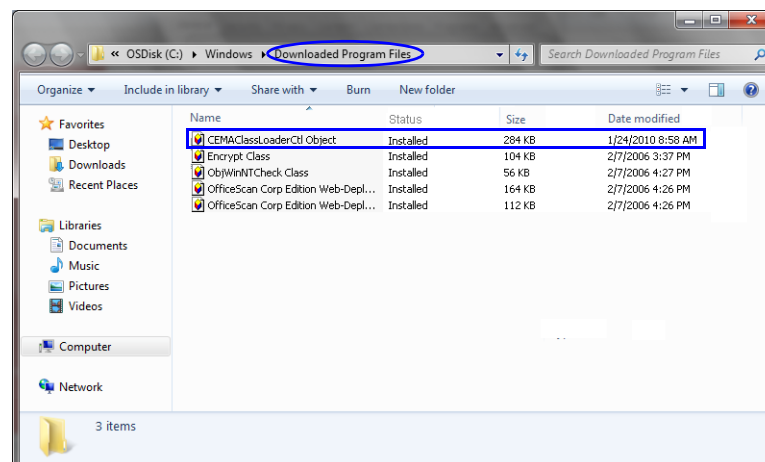 « OSDisk (C:) Windows Downloaded Program Files Search Downloaded Program Files
Organize Include in library Share with Burn New folder
Favorites
Desktop
Downloads
Recent Places
Libraries
Documents
Music
Pictures
Videos
Computer
Network
Name Status Size Date modified
CEMAClassLoaderCtl Object Installed 284 KB 1/24/2010 8:58 AM
Encrypt Class Installed 104 KB 2/7/2006 3:37 PM
ObjWinNTCheck Class Installed 56 KB 2/7/2006 4:27 PM
OfficeScan Corp Edition Web-Depl... Installed 164 KB 2/7/2006 4:26 PM
OfficeScan Corp Edition Web-Depl... Installed 112 KB 2/7/2006 4:26 PM
3 items